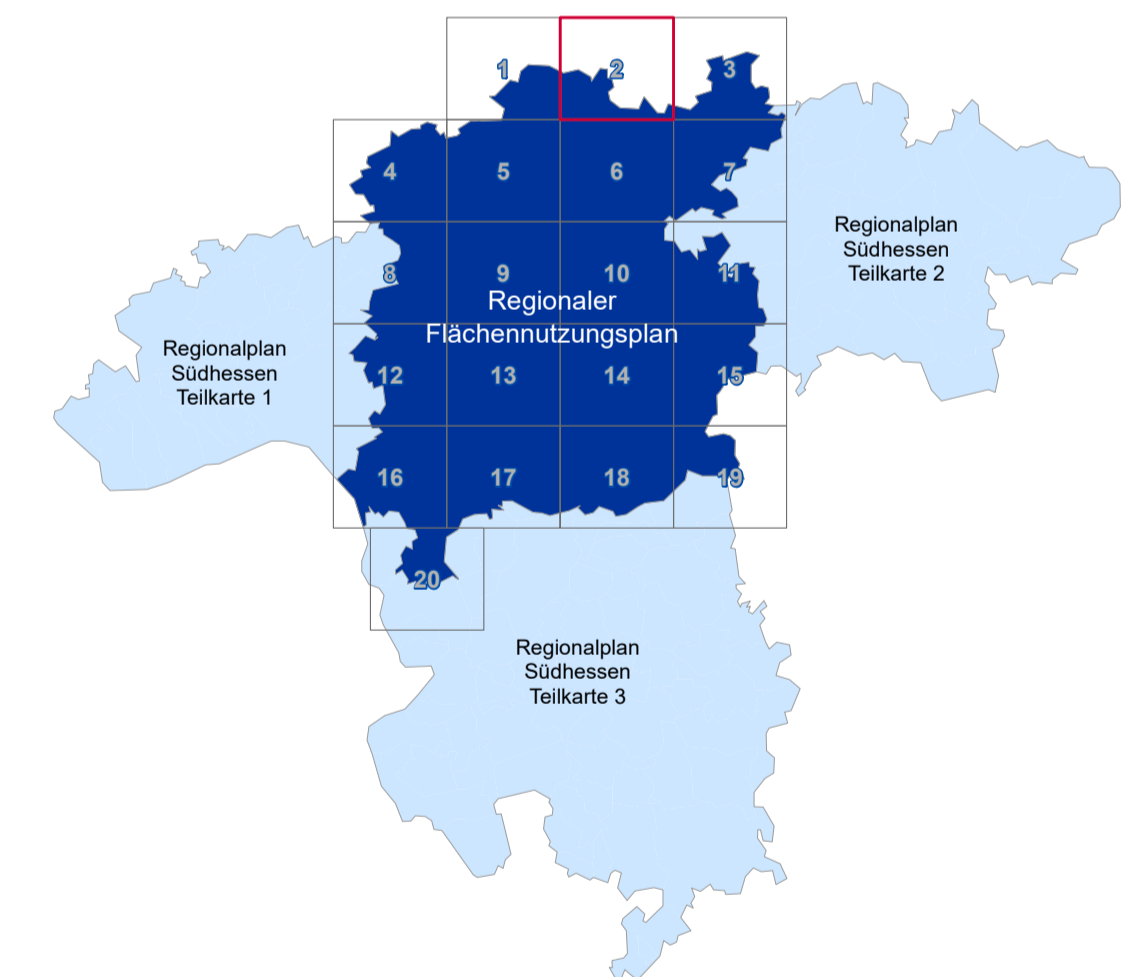 1
2
3
4
5
6
7
Regionalplan
Südhessen
Teilkarte 2
8
9
10
11
Regionaler
Flächennutzungsplan
Regionalplan
Südhessen
Teilkarte 1
12
13
14
15
16
17
18
19
20
Regionalplan
Südhessen
Teilkarte 3